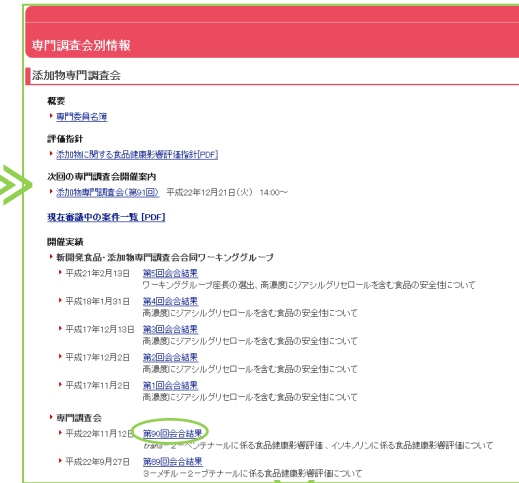 専門調査会別情報
添加物専門調査会
概要
専門委員名簿
評価指針
添加物に関する食品健康影響評価指針[PDF]
次回の専門調査会開催案内
添加物専門調査会(第91回) 平成22年12月21日(火) 14:00～
現在審議中の案件一覧 [PDF]
開催実績
新開発食品・添加物専門調査会合同ワーキンググループ
平成21年2月13日 第5回会合結果
ワーキンググループ座長の選出、高濃度にジアシルグリセロールを含む食品の安全性について
平成18年1月31日 第4回会合結果
高濃度にジアシルグリセロールを含む食品の安全性について
平成17年12月13日 第3回会合結果
高濃度にジアシルグリセロールを含む食品の安全性について
平成17年12月2日 第2回会合結果
高濃度にジアシルグリセロールを含む食品の安全性について
平成17年11月2日 第1回会合結果
高濃度にジアシルグリセロールを含む食品の安全性について
専門調査会
平成22年11月12日 第90回会合結果
－2－ペンテナールに係る食品健康影響評価、イソキノリンに係る食品健康影響評価について
平成22年9月27日 第89回会合結果
3－メチル－2－ブテナールに係る食品健康影響評価について